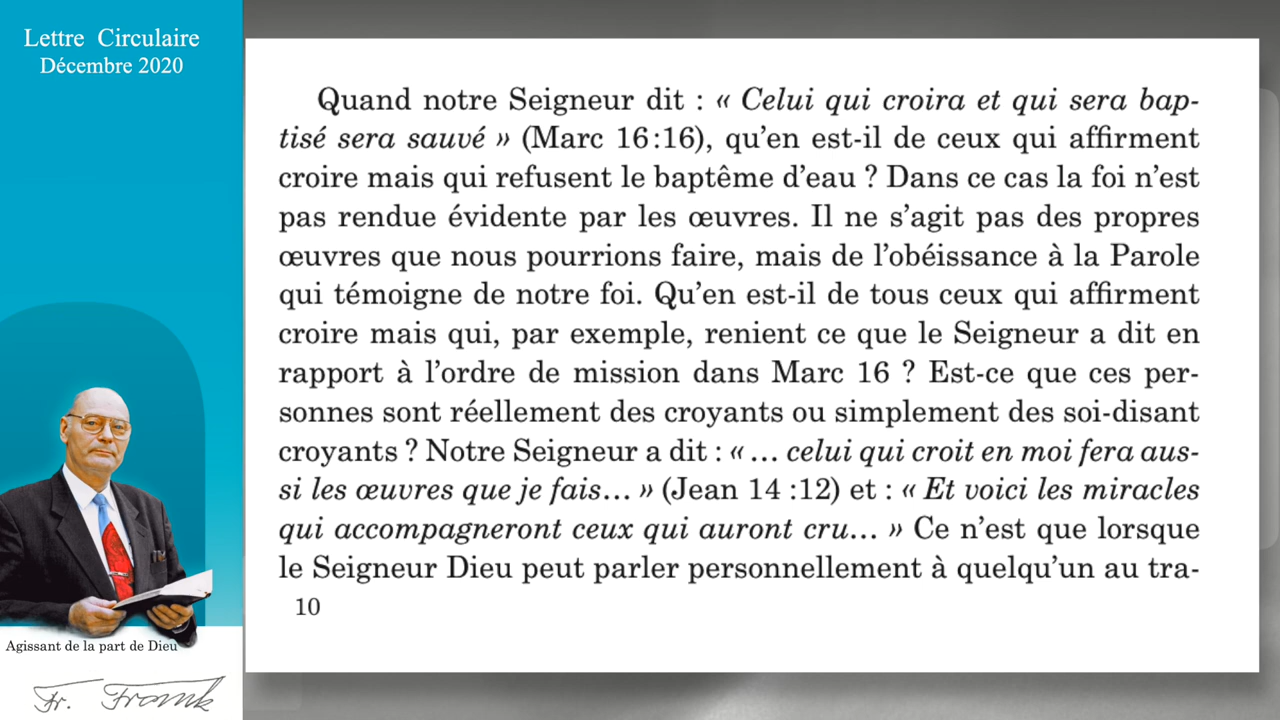 Lettre Circulaire
Décembre 2020
Quand notre Seigneur dit : « Celui qui croira et qui sera bap-
tisé sera sauvé » (Marc 16:16), qu’en est-il de ceux qui affirment
croire mais qui refusent le baptême d’eau ? Dans ce cas la foi n’est
pas rendue évidente par les œuvres. Il ne s’agit pas des propres
œuvres que nous pourrions faire, mais de l’obéissance à la Parole
qui témoigne de notre foi. Qu’en est-il de tous ceux qui affirment
croire mais qui, par exemple, renient ce que le Seigneur a dit en
rapport à l’ordre de mission dans Marc 16 ? Est-ce que ces per-
sonnes sont réellement des croyants ou simplement des soi-disant
croyants ? Notre Seigneur a dit : « … celui qui croit en moi fera aus-
si les œuvres que je fais… » (Jean 14 :12) et : « Et voici les miracles
qui accompagneront ceux qui auront cru… » Ce n’est que lorsque
le Seigneur Dieu peut parler personnellement à quelqu’un au tra-
10
Agissant de la part de Dieu
Fr. Frank